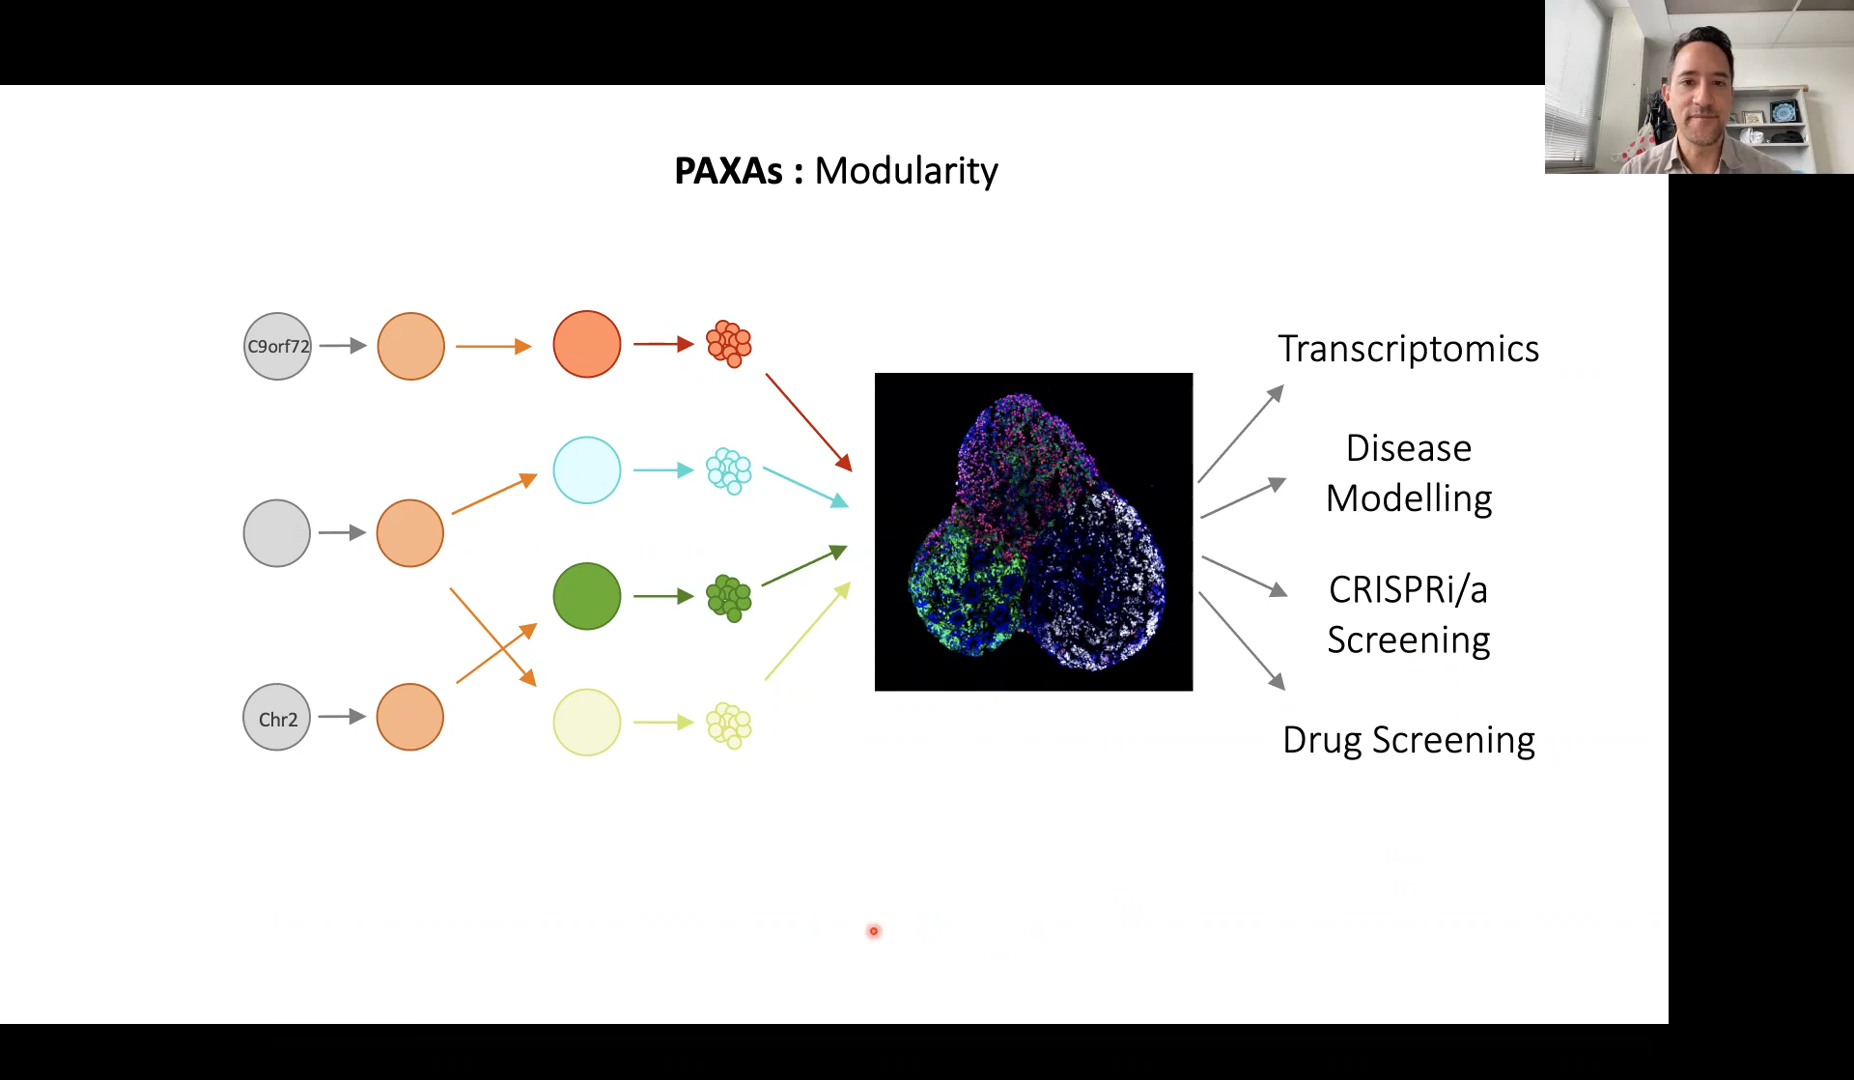 PAXAs : Modularity
C9orf72
Chr2
Transcriptomics
Disease
Modelling
CRISPRi/a
Screening
Drug Screening